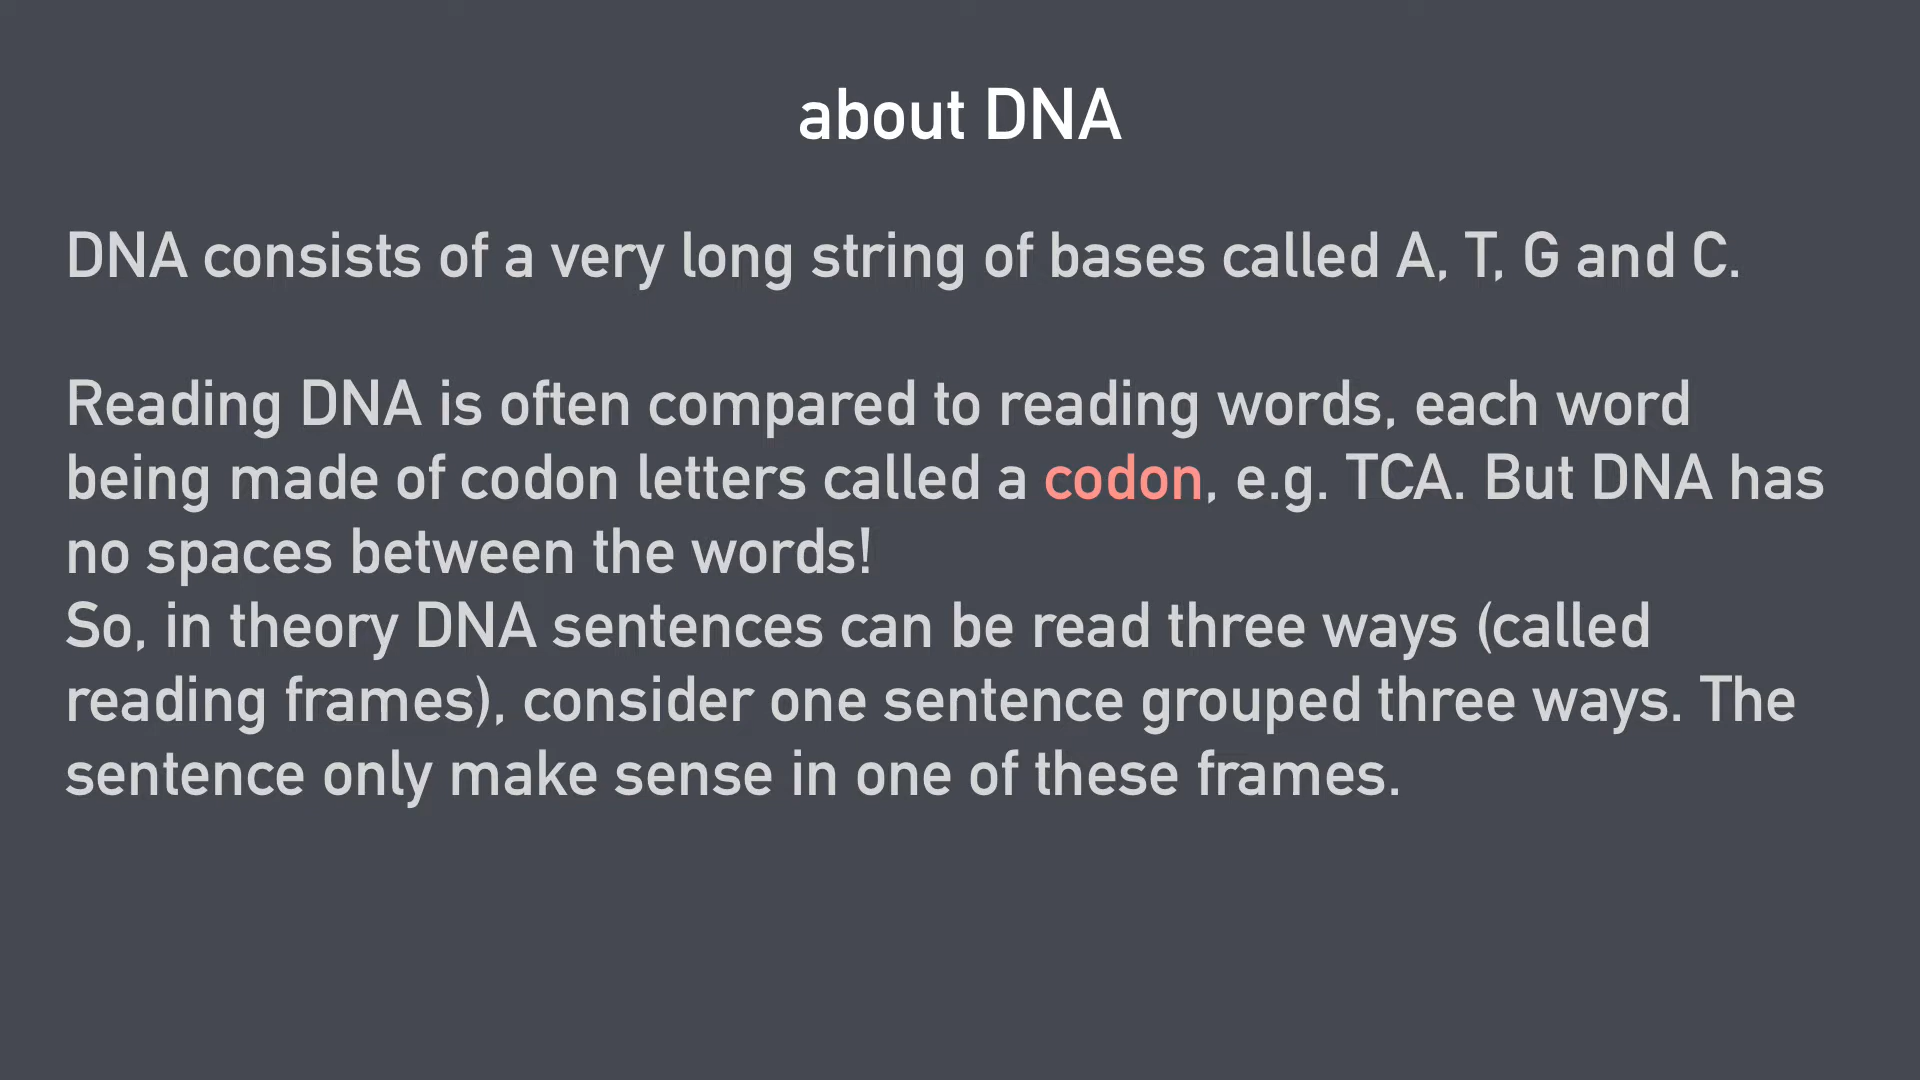 about DNA
DNA consists of a very long string of bases called A, T, G and C.
Reading DNA is often compared to reading words, each word
being made of codon letters called a codon, e.g. TCA. But DNA has
no spaces between the words!
So, in theory DNA sentences can be read three ways (called
reading frames), consider one sentence grouped three ways. The
sentence only make sense in one of these frames.